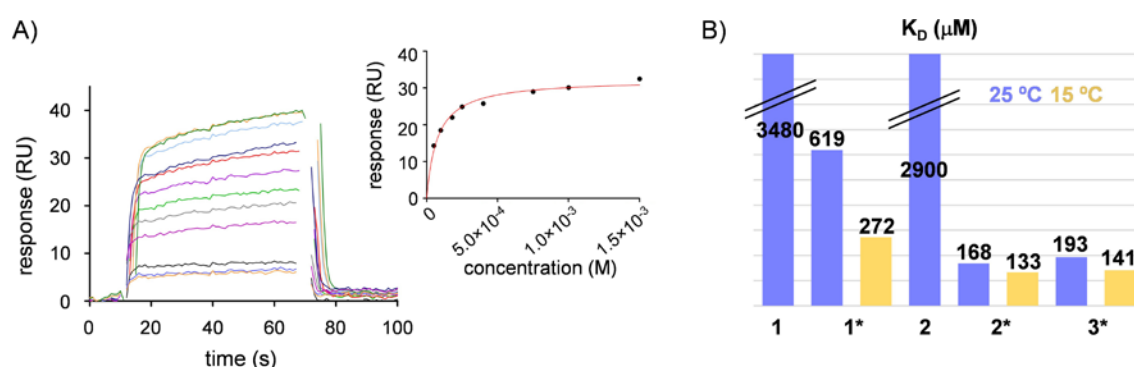 A)
response (RU)
40
30
20
10
0
0 20 40 60 80 100
time (s)
response (RU)
40
30
20
10
0
0 5.0×10⁻⁴ 1.0×10⁻³ 1.5×10⁻³
concentration (M)
B)
K_D (μM)
25 ºC 15 ºC
3480 619 272 2900 168 133 193 141
1 1* 2 2* 3*